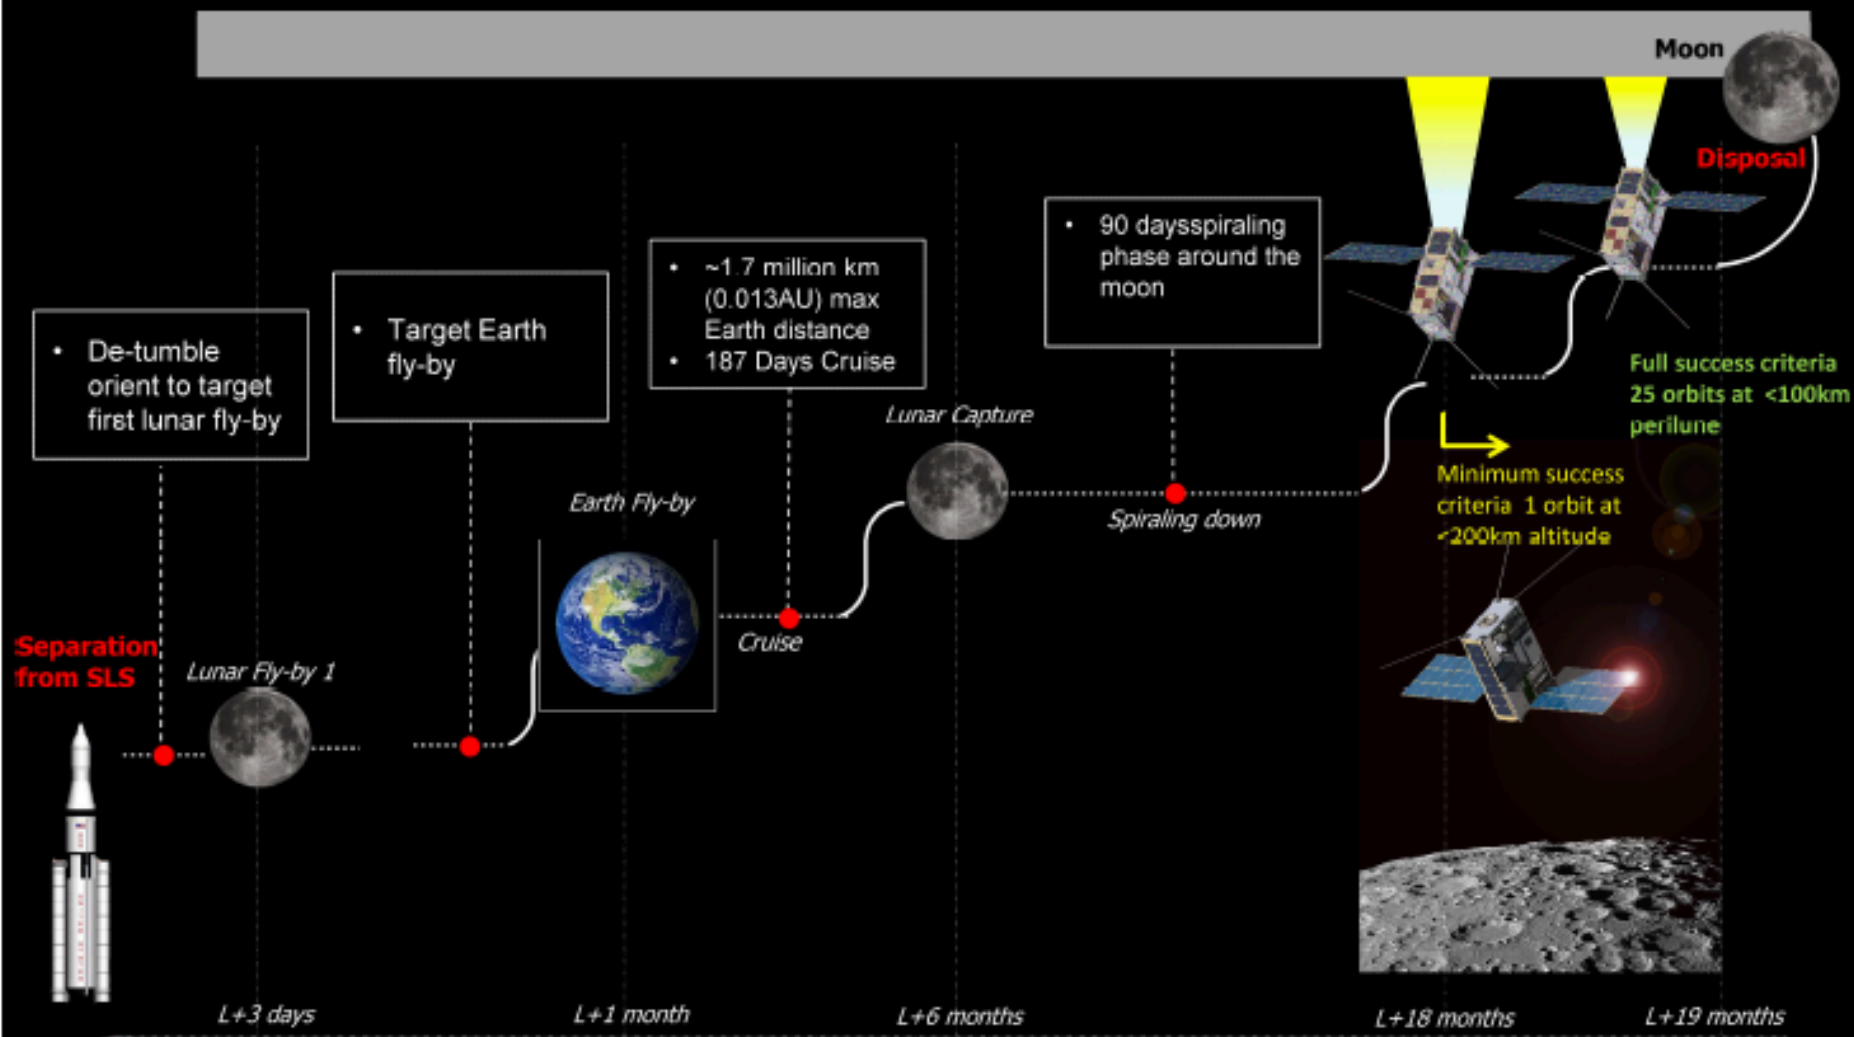 Moon
Disposal
• 90 daysspiraling
phase around the
moon
• ~1.7 million km
(0.013AU) max
Earth distance
• 187 Days Cruise
• Target Earth
fly-by
• De-tumble
orient to target
first lunar fly-by
Full success criteria
25 orbits at <100km
perilune
Lunar Capture
Minimum success
criteria 1 orbit at
<200km altitude
Earth Fly-by
Spiraling down
Cruise
Separation
from SLS
Lunar Fly-by 1
L+3 days
L+1 month
L+6 months
L+18 months
L+19 months